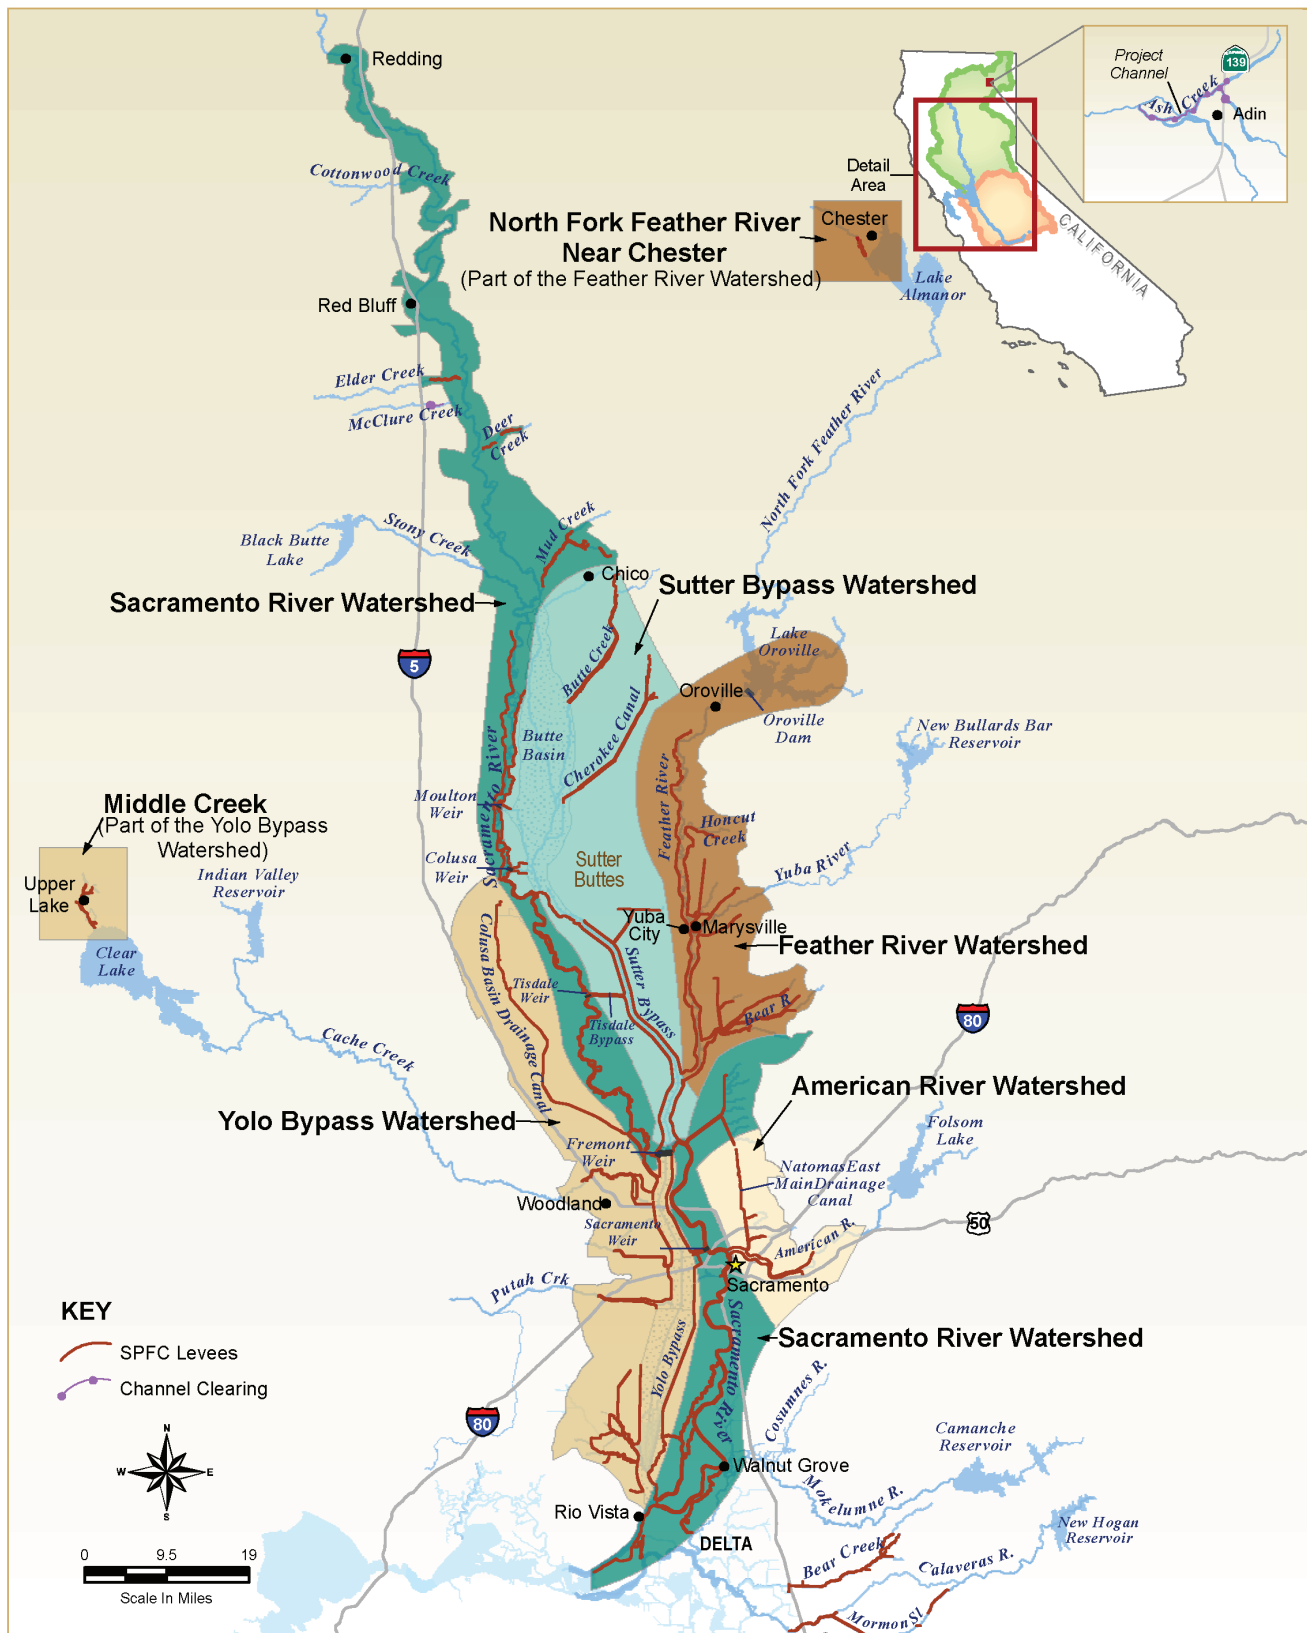 Redding
Project
Channel
139
Ash Creek
Adin
Detail
Area
CALIFORNIA
Cottonwood Creek
North Fork Feather River
Near Chester
(Part of the Feather River Watershed)
Chester
Lake
Almanor
Red Bluff
Elder Creek
McClure Creek
Deer
Creek
North Fork Feather River
Mud Creek
Stony Creek
Black Butte
Lake
Chico
Sutter Bypass Watershed
Sacramento River Watershed
5
Butte Creek
Lake
Oroville
Oroville
Oroville
Dam
Cherokee Canal
Butte
Basin
Sacramento River
New Bullards Bar
Reservoir
Feather River
Moulton
Weir
Honcut
Creek
Middle Creek
(Part of the Yolo Bypass
Watershed)
Colusa
Weir
Sutter
Buttes
Yuba River
Upper
Lake
Indian Valley
Reservoir
Yuba
City
Marysville
Feather River Watershed
Clear
Lake
Colusa Basin Drainage Canal
Sutter Bypass
Tisdale
Weir
Tisdale
Bypass
Bear R
80
Cache Creek
American River Watershed
Yolo Bypass Watershed
Folsom
Lake
Fremont
Weir
NatomasEast
MainDrainage
Canal
Woodland
Sacramento
Weir
American R.
50
Putah Crk
Sacramento
KEY
SPFC Levees
Channel Clearing
Sacramento River
Sacramento River Watershed
Yolo Bypass
Cosumnes R.
80
N
W
E
S
Camanche
Reservoir
Walnut Grove
Mokelumne R.
Rio Vista
New Hogan
Reservoir
DELTA
Bear Creek
Calaveras R.
0 9.5 19
Scale In Miles
Mormon Sl